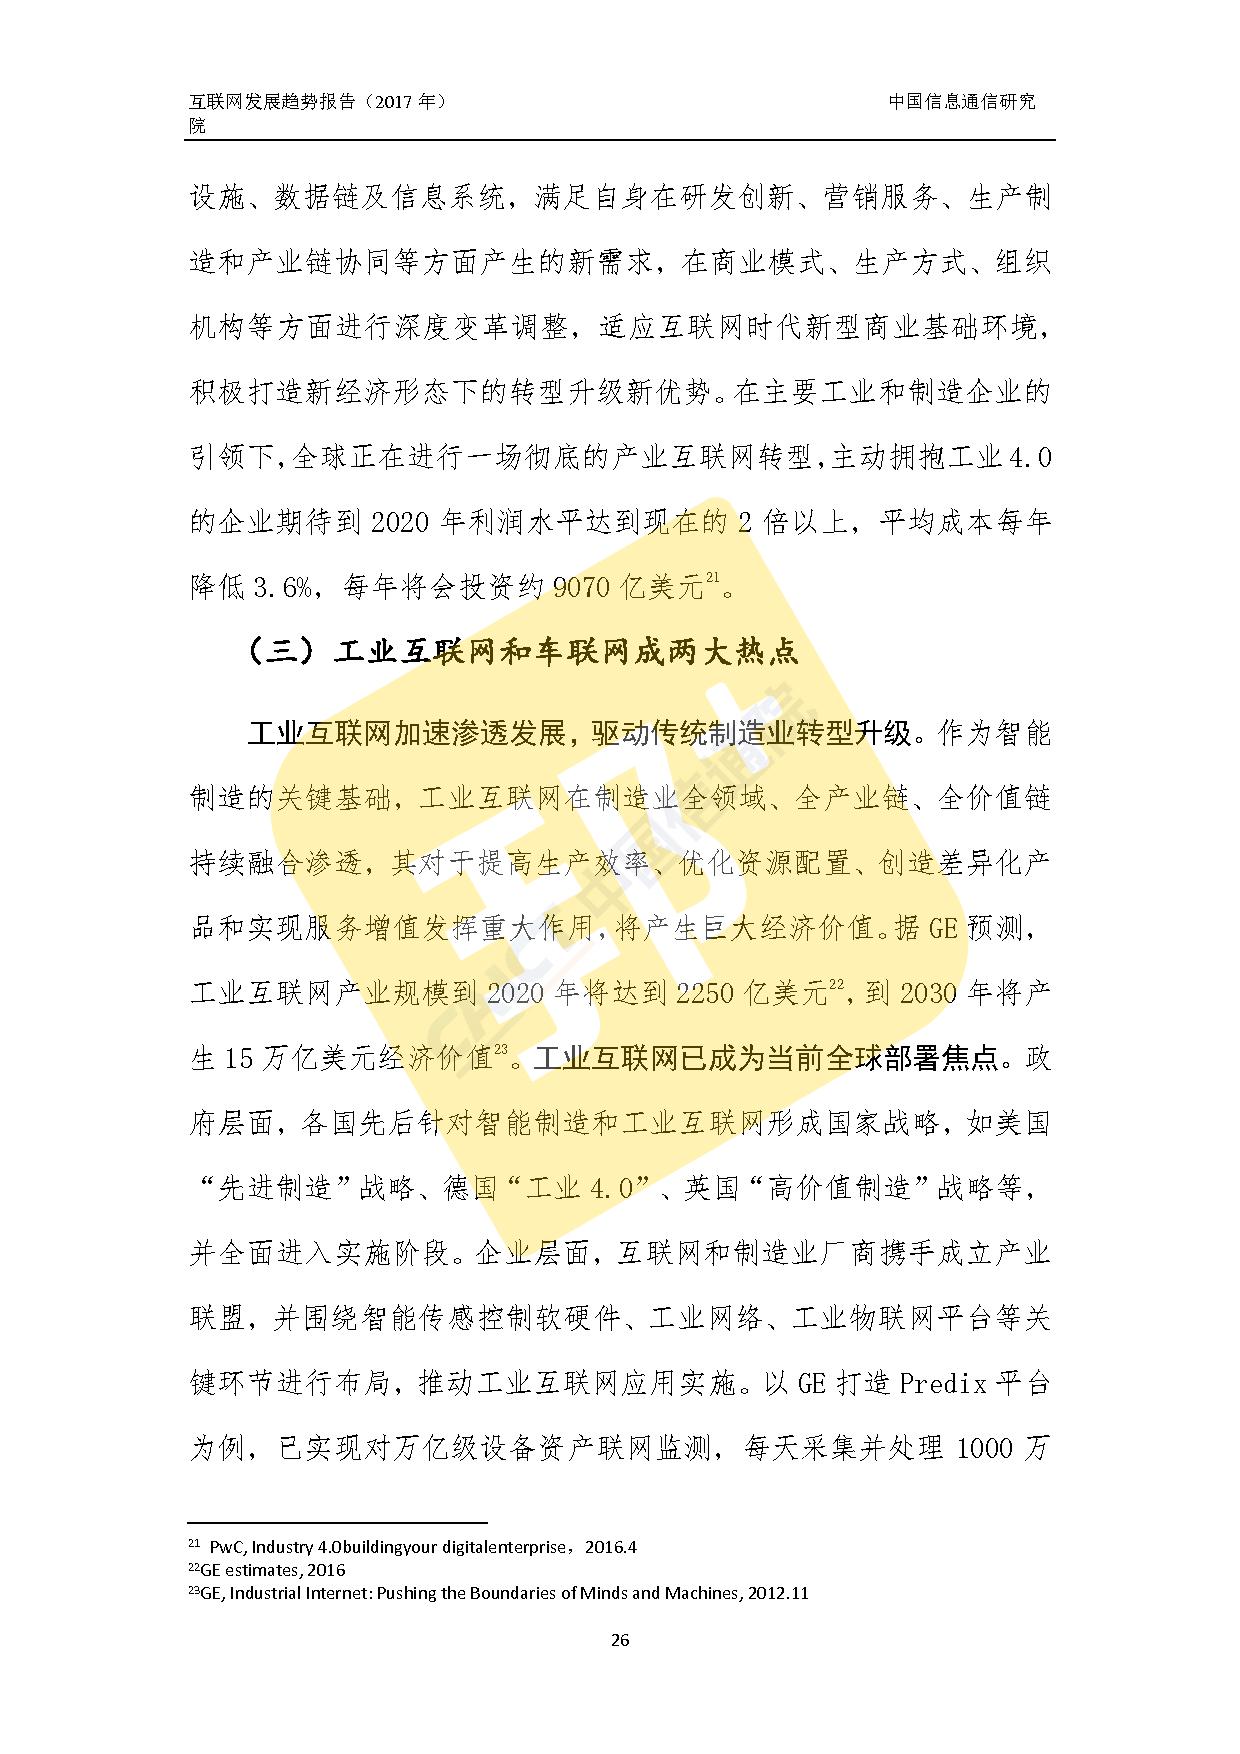 互联网发展趋势报告（2017 年） 中国信息通信研究
院
设施、数据链及信息系统，满足自身在研发创新、营销服务、生产制
造和产业链协同等方面产生的新需求，在商业模式、生产方式、组织
机构等方面进行深度变革调整，适应互联网时代新型商业基础环境，
积极打造新经济形态下的转型升级新优势。在主要工业和制造企业的
引领下，全球正在进行一场彻底的产业互联网转型，主动拥抱工业 4.0
的企业期待到 2020 年利润水平达到现在的 2 倍以上，平均成本每年
降低 3.6%，每年将会投资约 9070 亿美元21。
（三）工业互联网和车联网成两大热点
工业互联网加速渗透发展，驱动传统制造业转型升级。作为智能
制造的关键基础，工业互联网在制造业全领域、全产业链、全价值链
持续融合渗透，其对于提高生产效率、优化资源配置、创造差异化产
品和实现服务增值发挥重大作用，将产生巨大经济价值。据 GE 预测，
工业互联网产业规模到 2020 年将达到 2250 亿美元22，到 2030 年将产
生 15 万亿美元经济价值23。工业互联网已成为当前全球部署焦点。政
府层面，各国先后针对智能制造和工业互联网形成国家战略，如美国
“先进制造”战略、德国“工业 4.0”、英国“高价值制造”战略等，
并全面进入实施阶段。企业层面，互联网和制造业厂商携手成立产业
联盟，并围绕智能传感控制软硬件、工业网络、工业物联网平台等关
键环节进行布局，推动工业互联网应用实施。以 GE 打造 Predix 平台
为例，已实现对万亿级设备资产联网监测，每天采集并处理 1000 万
21 PwC, Industry 4.0buildingyour digitalenterprise，2016.4
22GE estimates, 2016
23GE, Industrial Internet: Pushing the Boundaries of Minds and Machines, 2012.11
26
CAICT 中国信通院